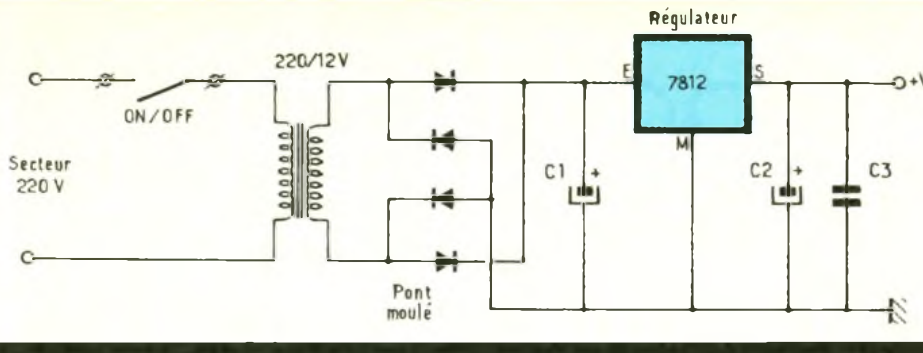 Régulateur
220/12V
E
7812
S
+V
ON/OFF
M
Secteur
220 V
C1
+
C2
+
C3
Pont
moulé